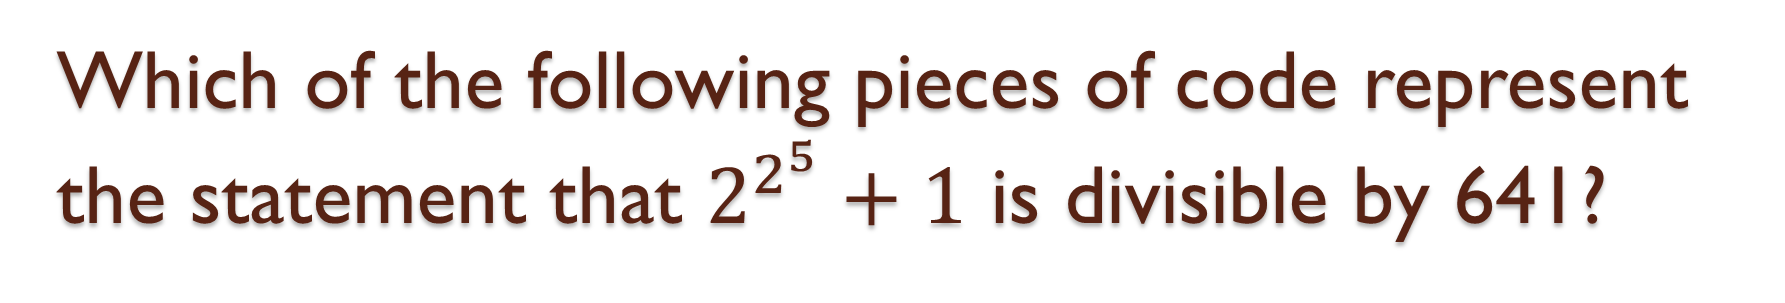 Which of the following pieces of code represent
the statement that $2^{2^5} + 1$ is divisible by 641?